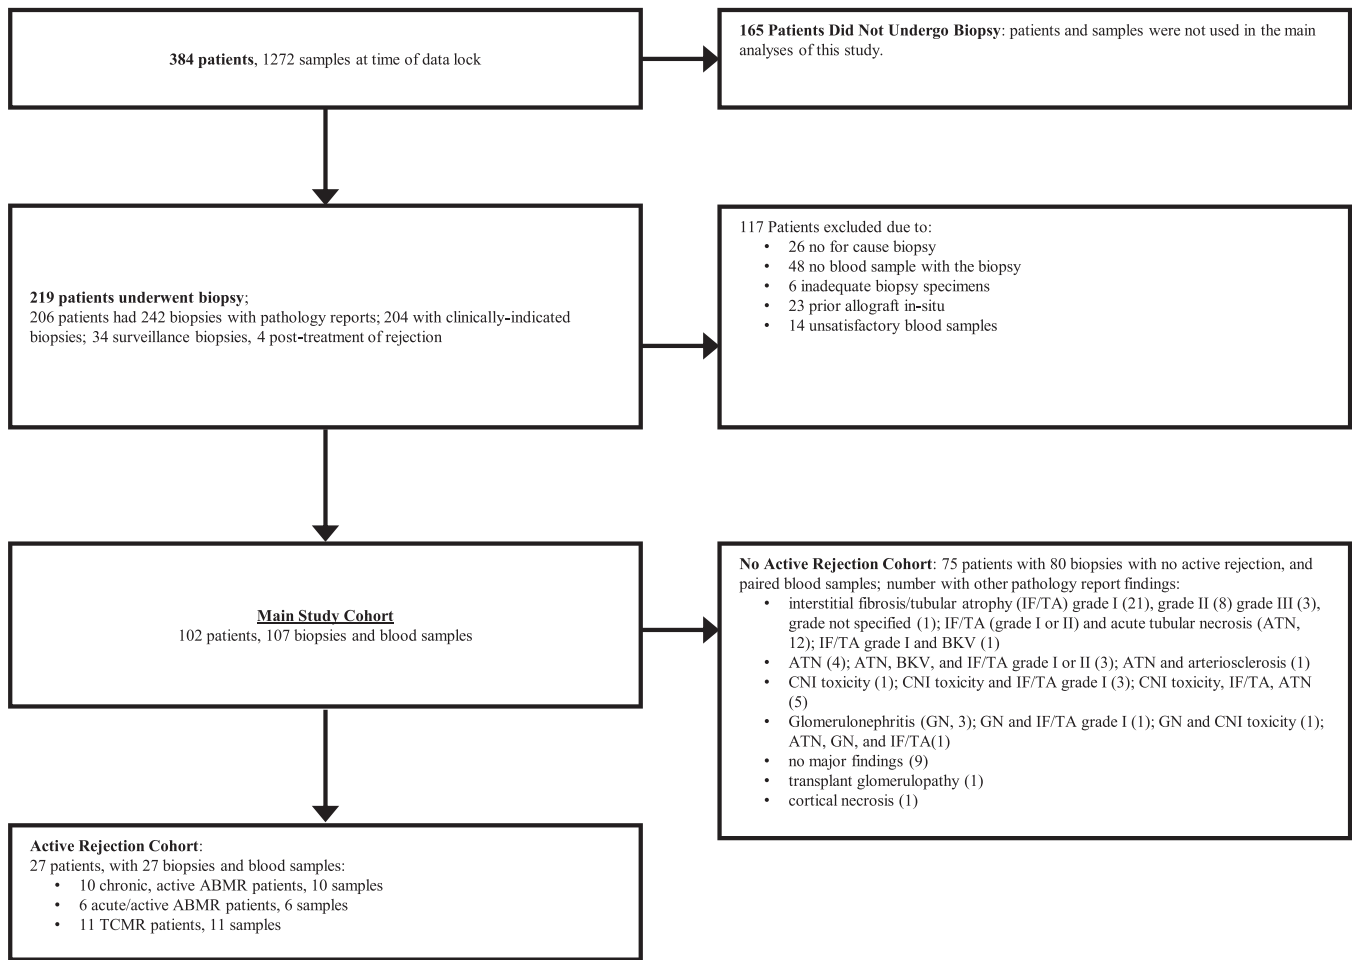 384 patients, 1272 samples at time of data lock
165 Patients Did Not Undergo Biopsy: patients and samples were not used in the main
analyses of this study.
219 patients underwent biopsy;
206 patients had 242 biopsies with pathology reports; 204 with clinically-indicated
biopsies; 34 surveillance biopsies, 4 post-treatment of rejection
117 Patients excluded due to:
• 26 no for cause biopsy
• 48 no blood sample with the biopsy
• 6 inadequate biopsy specimens
• 23 prior allograft in-situ
• 14 unsatisfactory blood samples
Main Study Cohort
102 patients, 107 biopsies and blood samples
No Active Rejection Cohort: 75 patients with 80 biopsies with no active rejection, and
paired blood samples; number with other pathology report findings:
• interstitial fibrosis/tubular atrophy (IF/TA) grade I (21), grade II (8) grade III (3),
grade not specified (1); IF/TA (grade I or II) and acute tubular necrosis (ATN,
12); IF/TA grade I and BKV (1)
• ATN (4); ATN, BKV, and IF/TA grade I or II (3); ATN and arteriosclerosis (1)
• CNI toxicity (1); CNI toxicity and IF/TA grade I (3); CNI toxicity, IF/TA, ATN
(5)
• Glomerulonephritis (GN, 3); GN and IF/TA grade I (1); GN and CNI toxicity (1);
ATN, GN, and IF/TA(1)
• no major findings (9)
• transplant glomerulopathy (1)
• cortical necrosis (1)
Active Rejection Cohort:
27 patients, with 27 biopsies and blood samples:
• 10 chronic, active ABMR patients, 10 samples
• 6 acute/active ABMR patients, 6 samples
• 11 TCMR patients, 11 samples